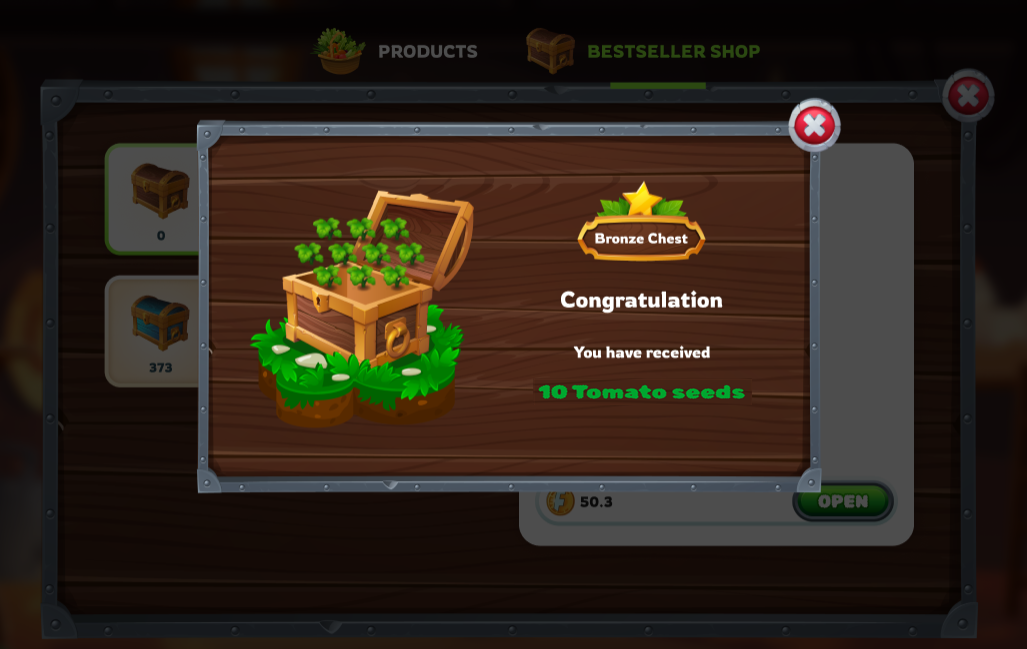 PRODUCTS
BESTSELLER SHOP
0
373
Bronze Chest
Congratulation
You have received
10 Tomato seeds
50.3
OPEN